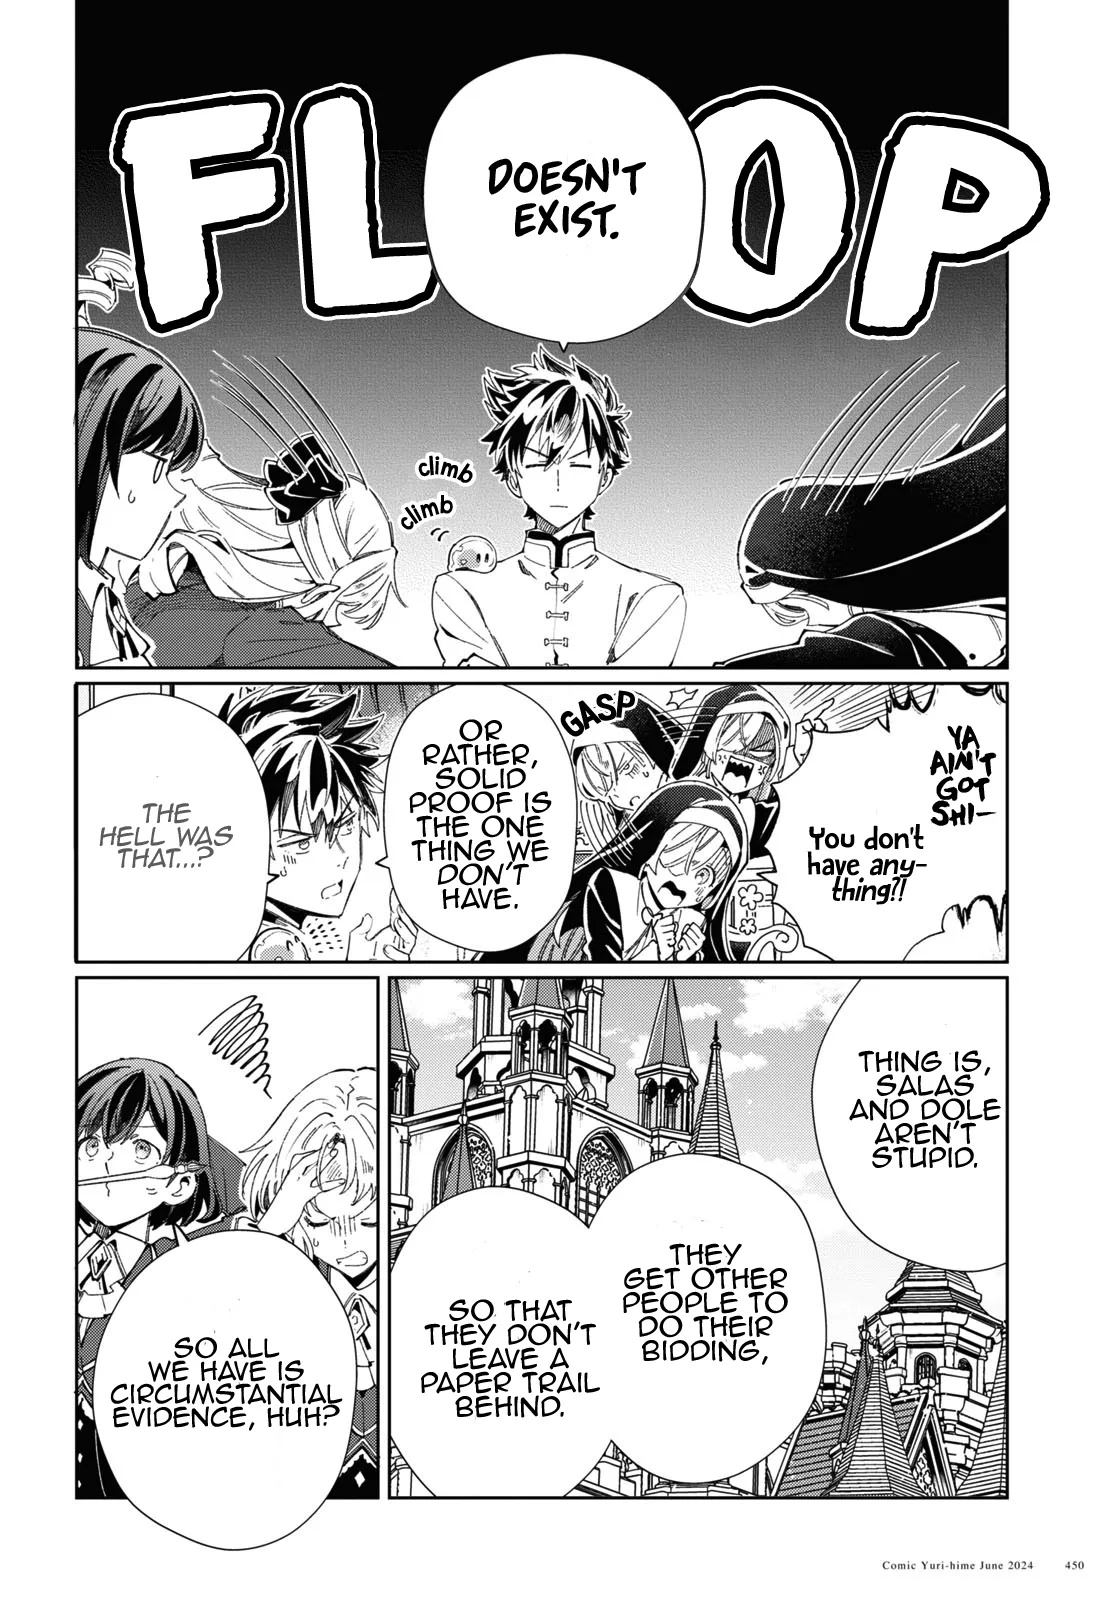 FLOP
DOESN'T
EXIST.
climb
climb
YA
AIN'T
GOT
SHI–
You don't
have any–
thing?!
GASP
OR
RATHER,
SOLID
PROOF IS
THE ONE
THING WE
DON'T
HAVE.
THE
HELL WAS
THAT...?
THING IS,
SALAS
AND DOLE
AREN'T
STUPID.
THEY
GET OTHER
PEOPLE TO
DO THEIR
BIDDING,
SO THAT
THEY DON'T
LEAVE A
PAPER TRAIL
BEHIND.
SO ALL
WE HAVE IS
CIRCUMSTANTIAL
EVIDENCE, HUH?
Comic Yuri-hime June 2024 450